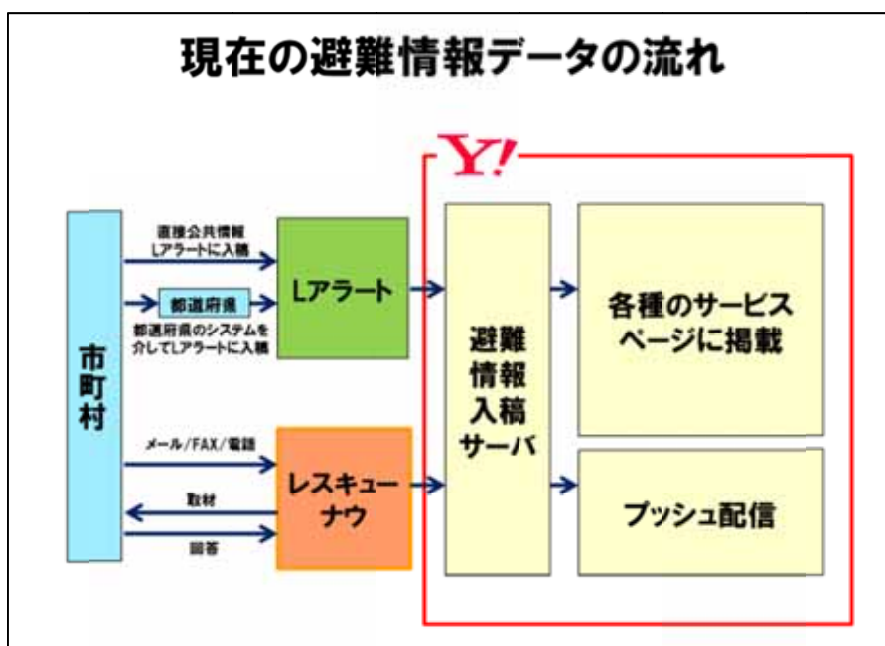 現在の避難情報データの流れ
Y!
直接公共情報
Lアラートに入稿
都道府県
都道府県のシステムを
介してLアラートに入稿
市町村
Lアラート
メール/FAX/電話
取材
回答
レスキュー
ナウ
避難
情報
入稿
サーバ
各種のサービス
ページに掲載
プッシュ配信